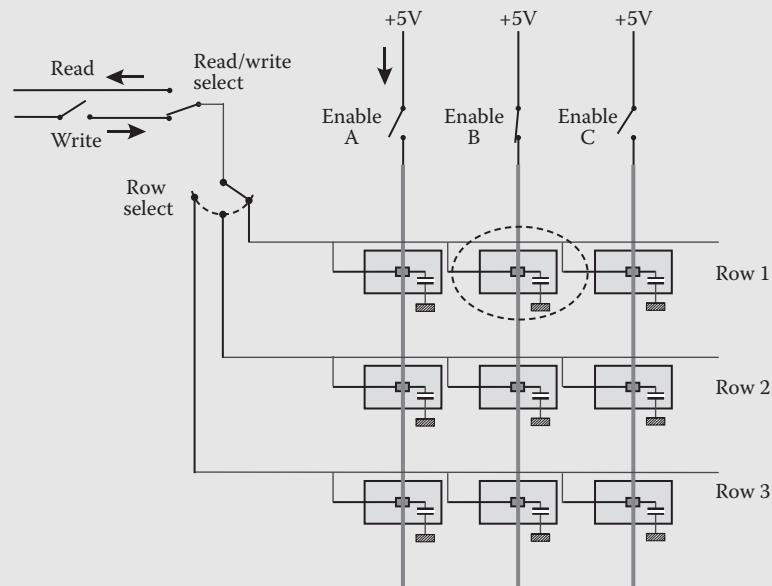 +5V +5V +5V
Read
Read/write
select
Write
Enable
A
Enable
B
Enable
C
Row
select
Row 1
Row 2
Row 3